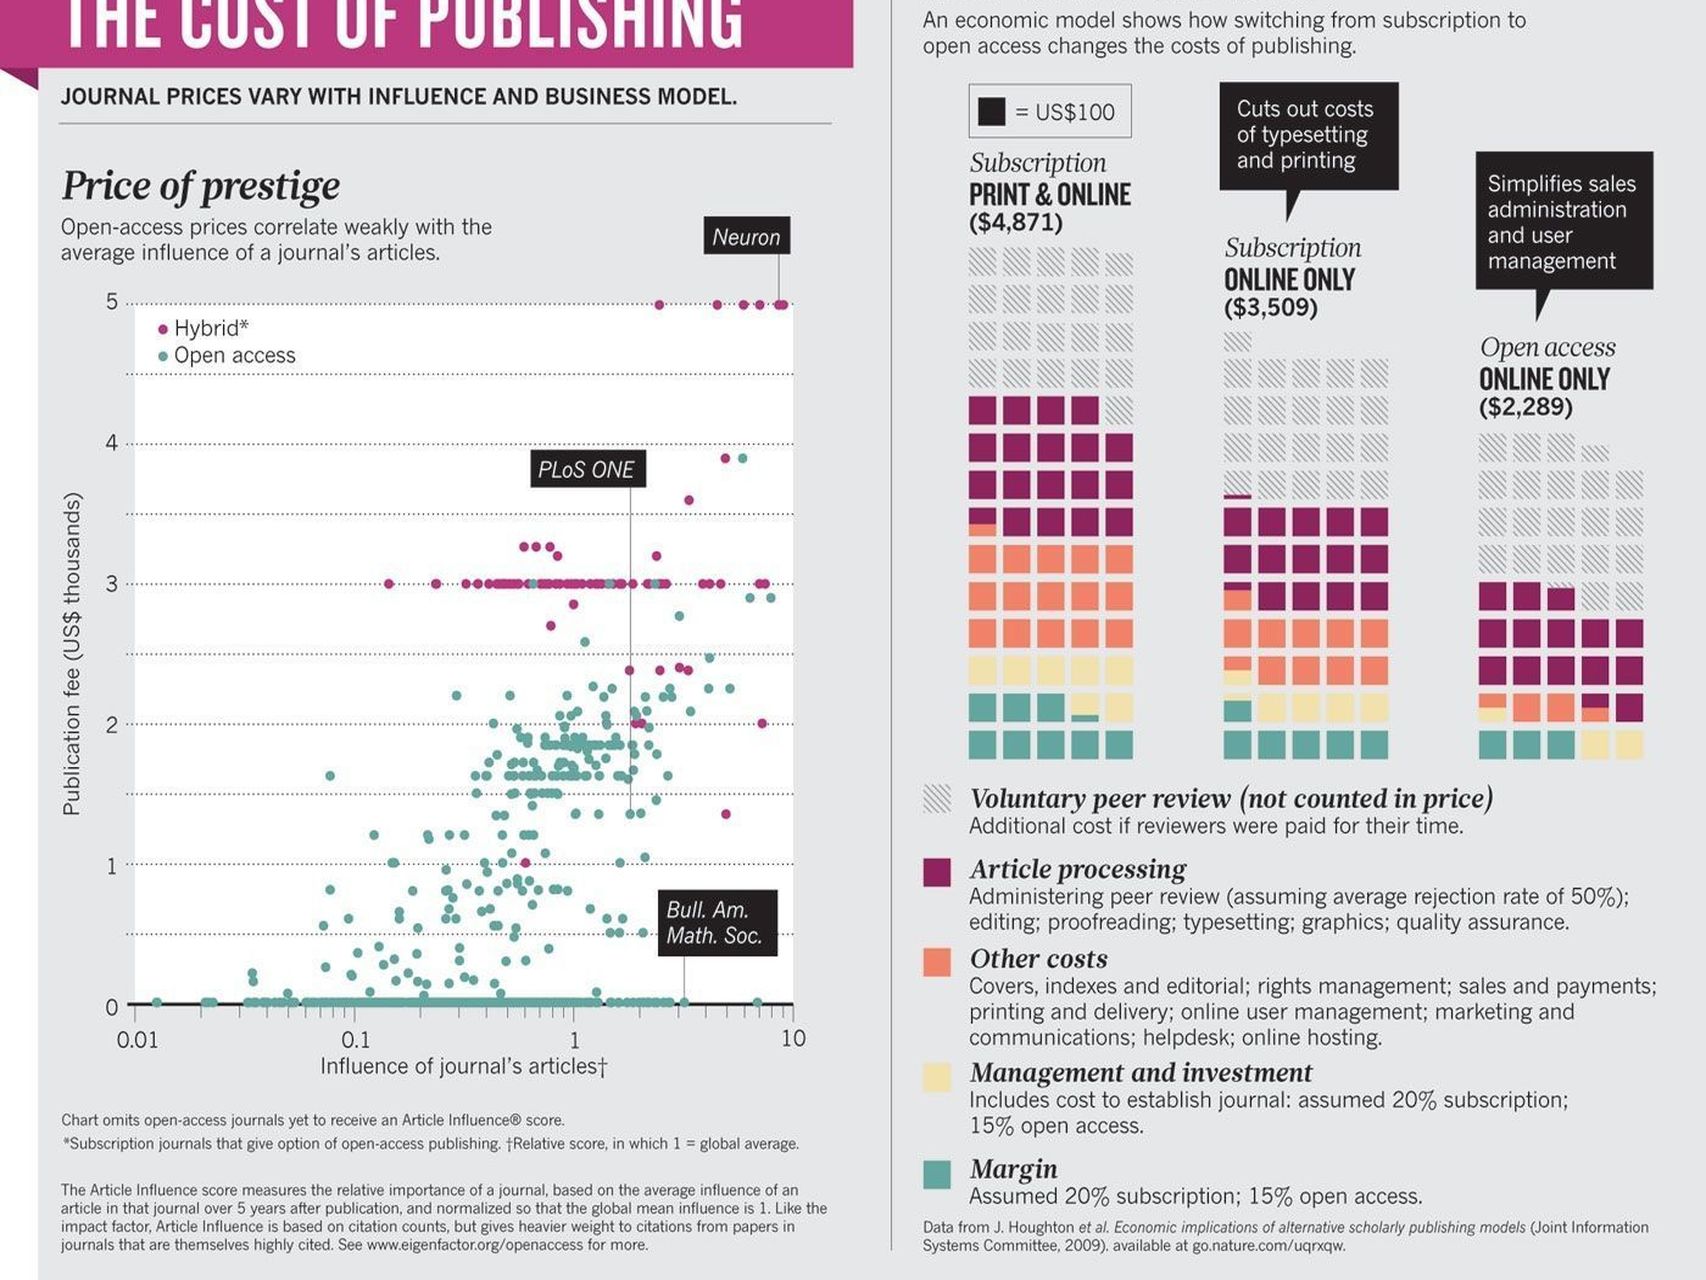 THE COST OF PUBLISHING
JOURNAL PRICES VARY WITH INFLUENCE AND BUSINESS MODEL.
Price of prestige
Open-access prices correlate weakly with the
average influence of a journal's articles.
Neuron
5
Hybrid*
Open access
4
PLoS ONE
3
2
1
Bull. Am.
Math. Soc.
0
Publication fee (US$ thousands)
0.01
0.1
1
10
Influence of journal's articles†
Chart omits open-access journals yet to receive an Article Influence® score.
*Subscription journals that give option of open-access publishing. †Relative score, in which 1 = global average.
The Article Influence score measures the relative importance of a journal, based on the average influence of an
article in that journal over 5 years after publication, and normalized so that the global mean influence is 1. Like the
impact factor, Article Influence is based on citation counts, but gives heavier weight to citations from papers in
journals that are themselves highly cited. See www.eigenfactor.org/openaccess for more.
An economic model shows how switching from subscription to
open access changes the costs of publishing.
= US$100
Subscription
PRINT & ONLINE
($4,871)
Cuts out costs
of typesetting
and printing
Subscription
ONLINE ONLY
($3,509)
Simplifies sales
administration
and user
management
Open access
ONLINE ONLY
($2,289)
Voluntary peer review (not counted in price)
Additional cost if reviewers were paid for their time.
Article processing
Administering peer review (assuming average rejection rate of 50%);
editing; proofreading; typesetting; graphics; quality assurance.
Other costs
Covers, indexes and editorial; rights management; sales and payments;
printing and delivery; online user management; marketing and
communications; helpdesk; online hosting.
Management and investment
Includes cost to establish journal: assumed 20% subscription;
15% open access.
Margin
Assumed 20% subscription; 15% open access.
Data from J. Houghton et al. Economic implications of alternative scholarly publishing models (Joint Information
Systems Committee, 2009). available at go.nature.com/uqrxqw.